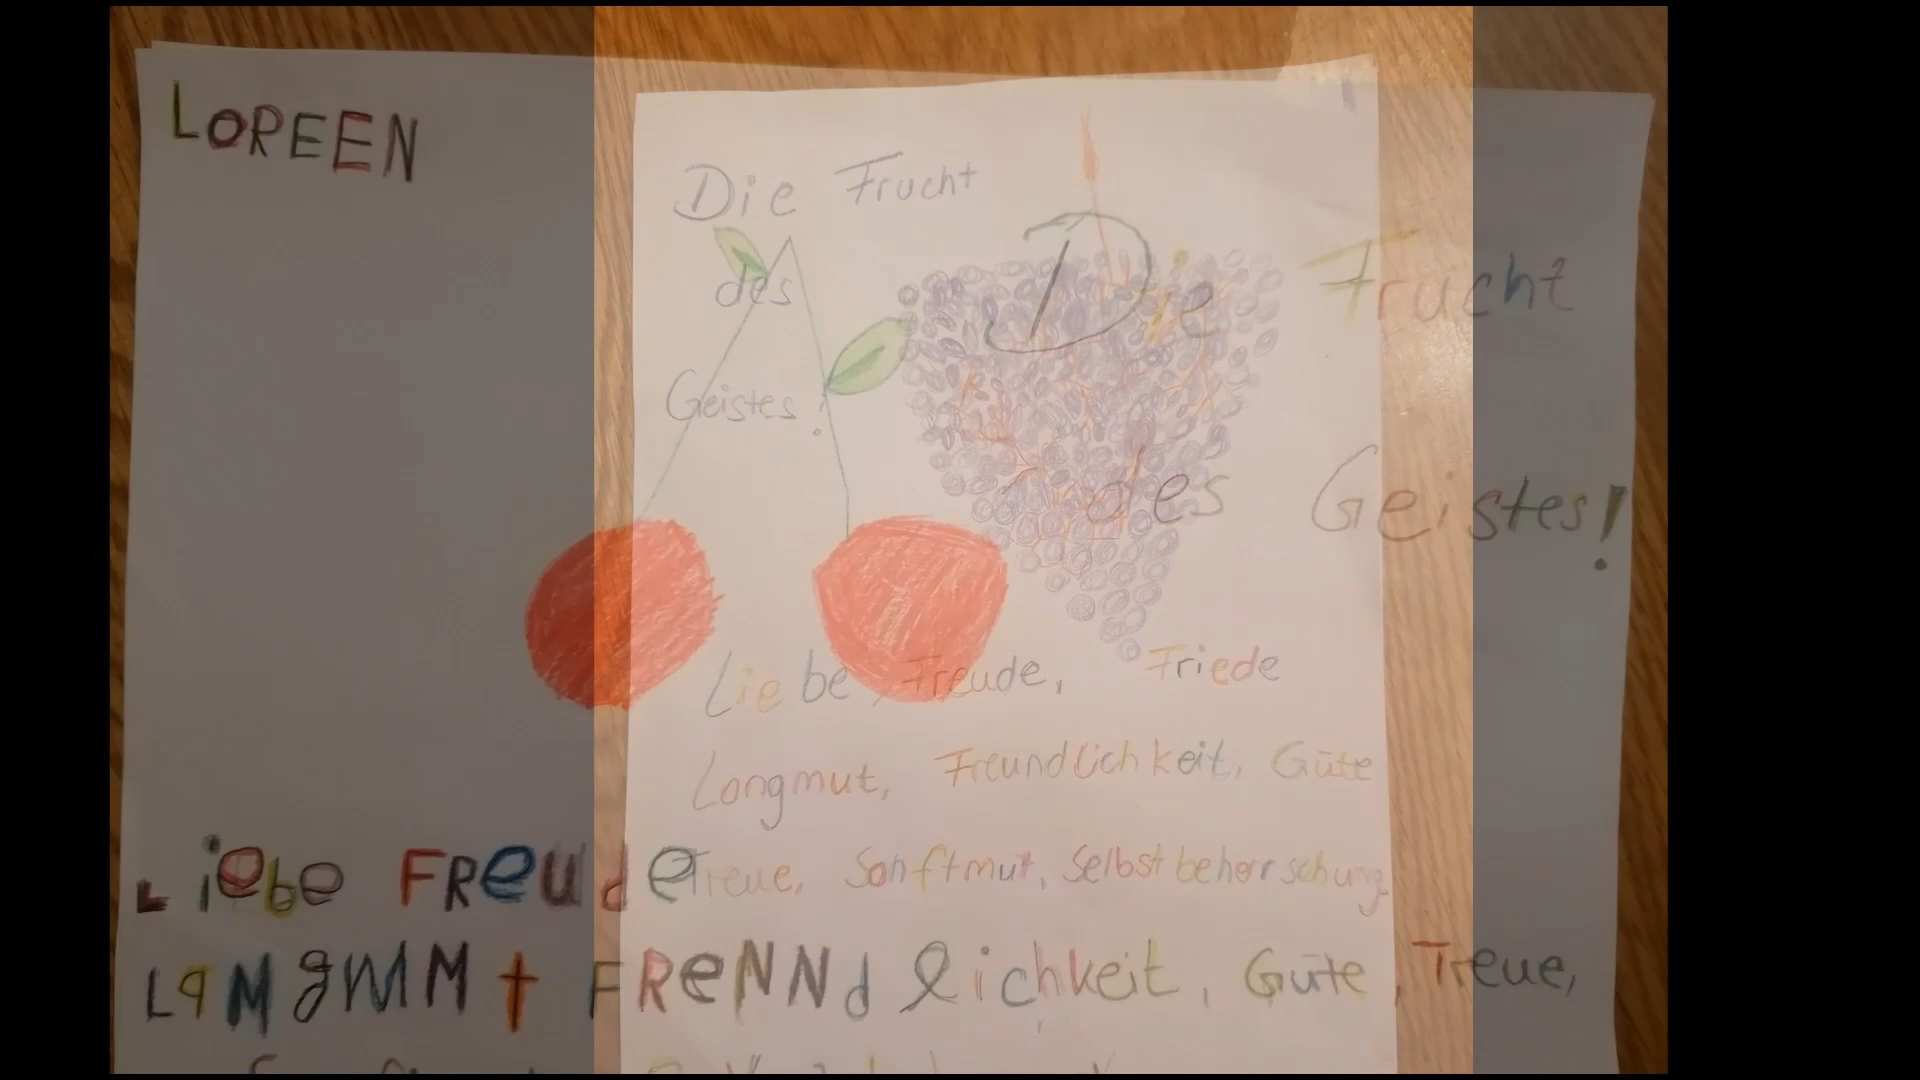 LOREEN
Die Frucht
des
Geistes!
Die Frucht
des Geistes!
Liebe, Freude, Friede
Langmut, Freundlichkeit, Güte
Treue, Sanftmut, Selbstbeherrschung
Liebe FReude
LaMgMM t FReNNdlichkeit, Güte, Treue,